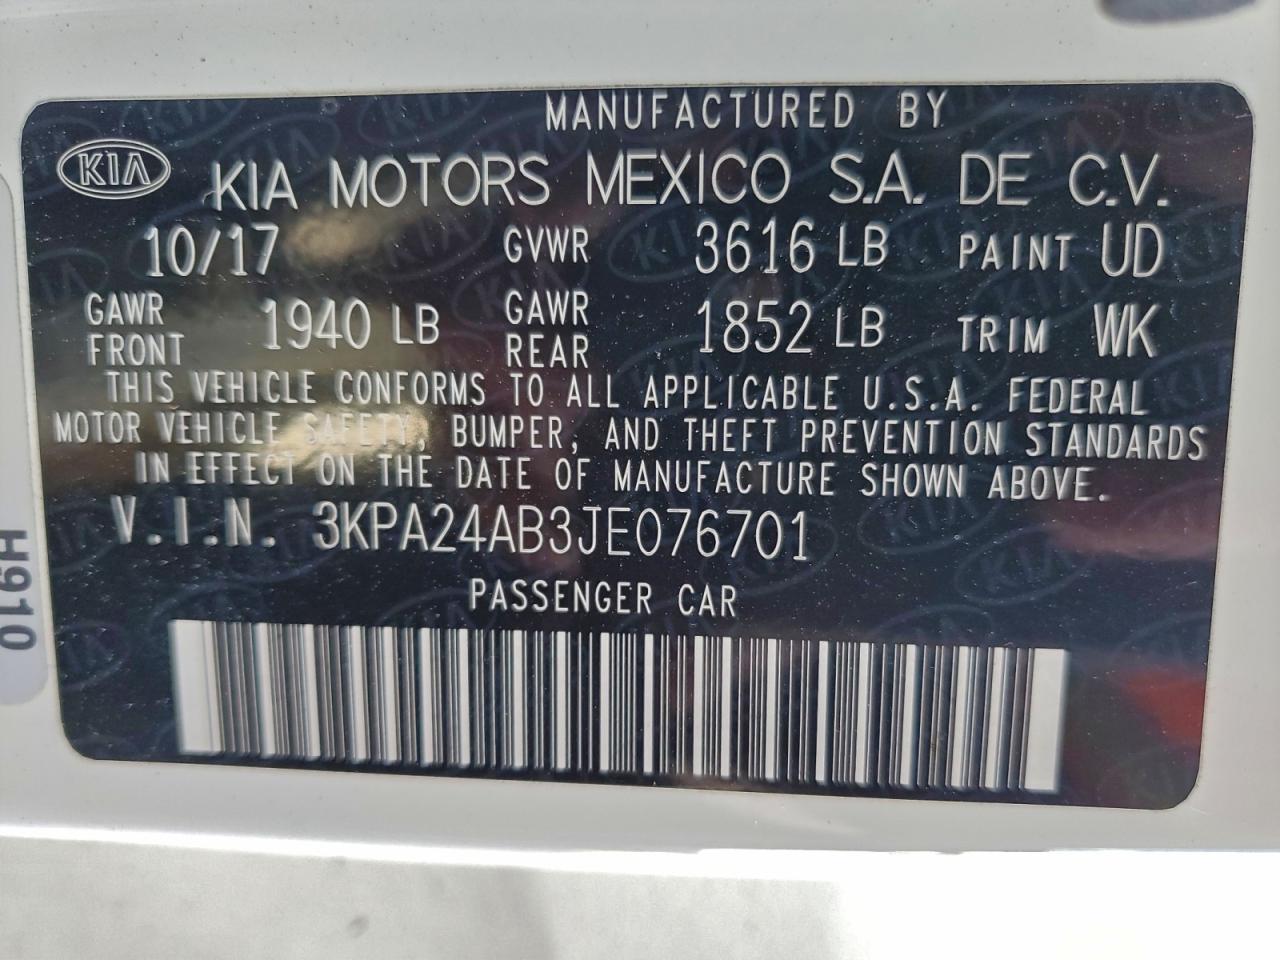 MANUFACTURED BY
KIA KIA MOTORS MEXICO S.A. DE C.V.
10/17 GVWR 3616 LB PAINT UD
GAWR FRONT 1940 LB GAWR REAR 1852 LB TRIM WK
THIS VEHICLE CONFORMS TO ALL APPLICABLE U.S.A. FEDERAL
MOTOR VEHICLE SAFETY, BUMPER, AND THEFT PREVENTION STANDARDS
IN EFFECT ON THE DATE OF MANUFACTURE SHOWN ABOVE.
V.I.N. 3KPA24AB3JE076701
PASSENGER CAR
H910